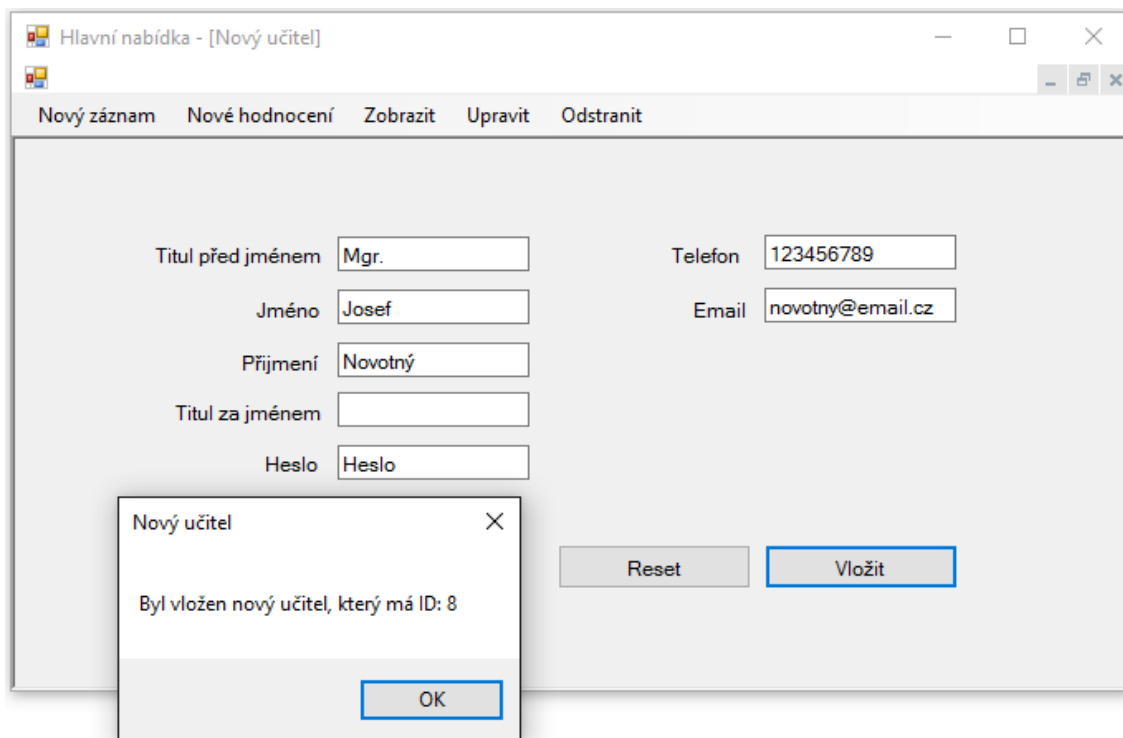 Hlavní nabídka - [Nový učitel]
Nový záznam Nové hodnocení Zobrazit Upravit Odstranit
Titul před jménem Mgr. Telefon 123456789
Jméno Josef Email novotny@email.cz
Přijmení Novotný
Titul za jménem
Heslo Heslo
Nový učitel
Reset Vložit
Byl vložen nový učitel, který má ID: 8
OK